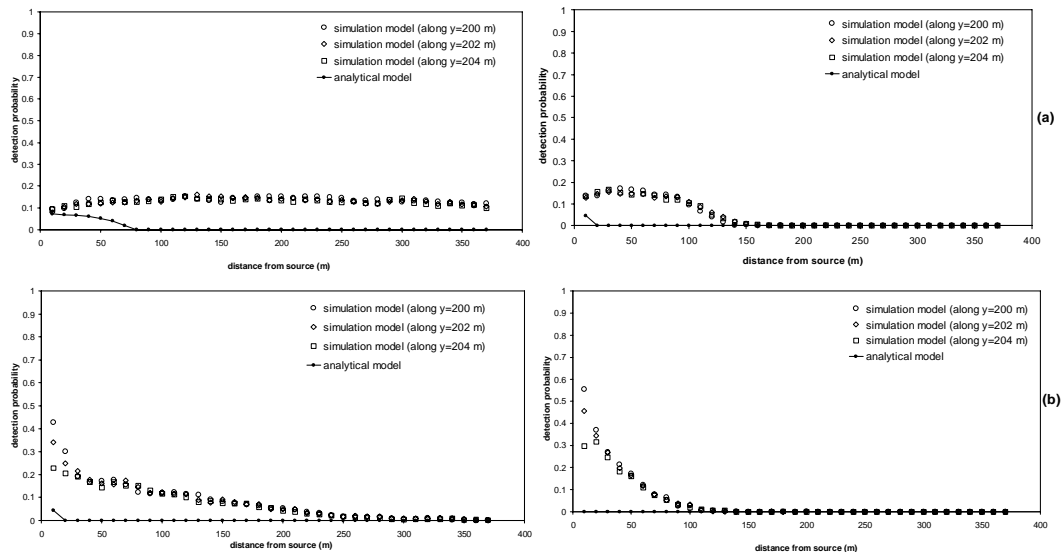 1
0.9
0.8
0.7
0.6
0.5
0.4
0.3
0.2
0.1
0
detection probability
simulation model (along y=200 m)
simulation model (along y=202 m)
simulation model (along y=204 m)
analytical model
0 50 100 150 200 250 300 350 400
distance from source (m)
1
0.9
0.8
0.7
0.6
0.5
0.4
0.3
0.2
0.1
0
detection probability
simulation model (along y=200 m)
simulation model (along y=202 m)
simulation model (along y=204 m)
analytical model
0 50 100 150 200 250 300 350 400
distance from source (m)
(a)
1
0.9
0.8
0.7
0.6
0.5
0.4
0.3
0.2
0.1
0
detection probability
simulation model (along y=200 m)
simulation model (along y=202 m)
simulation model (along y=204 m)
analytical model
0 50 100 150 200 250 300 350 400
distance from source (m)
1
0.9
0.8
0.7
0.6
0.5
0.4
0.3
0.2
0.1
0
detection probability
simulation model (along y=200 m)
simulation model (along y=202 m)
simulation model (along y=204 m)
analytical model
0 50 100 150 200 250 300 350 400
distance from source (m)
(b)